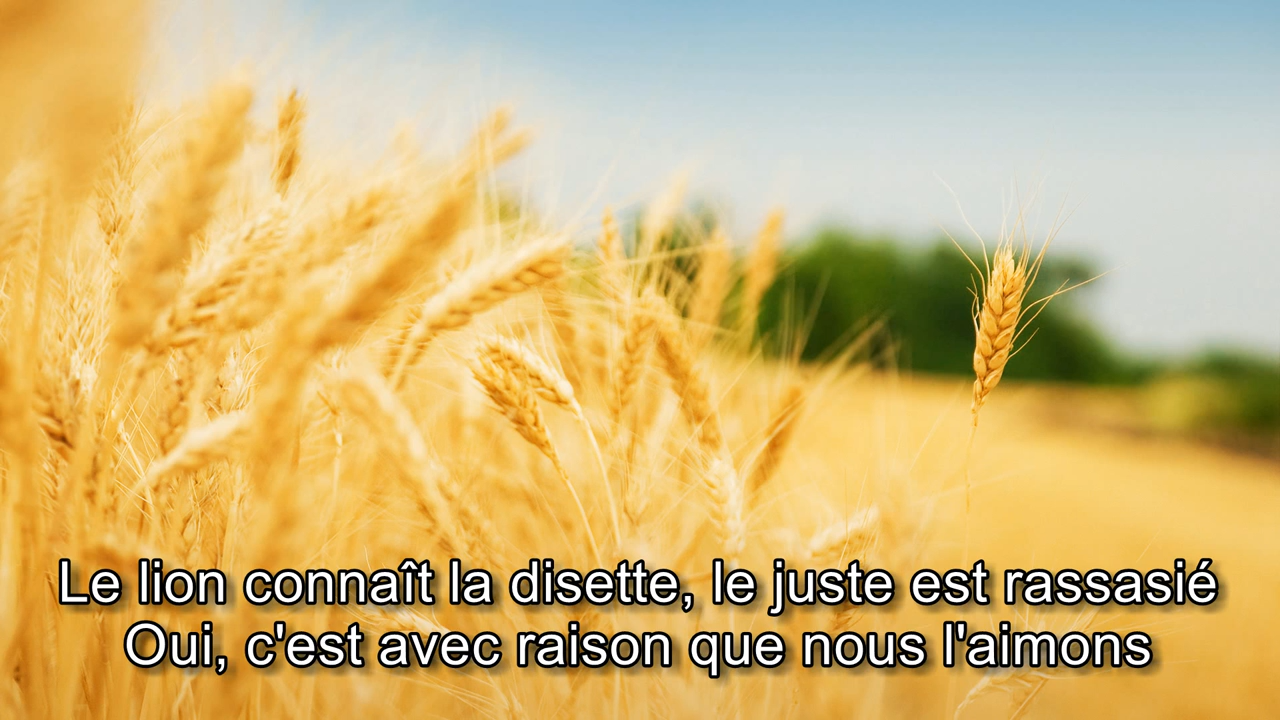 Le lion connaît la disette, le juste est rassasié
Oui, c'est avec raison que nous l'aimons